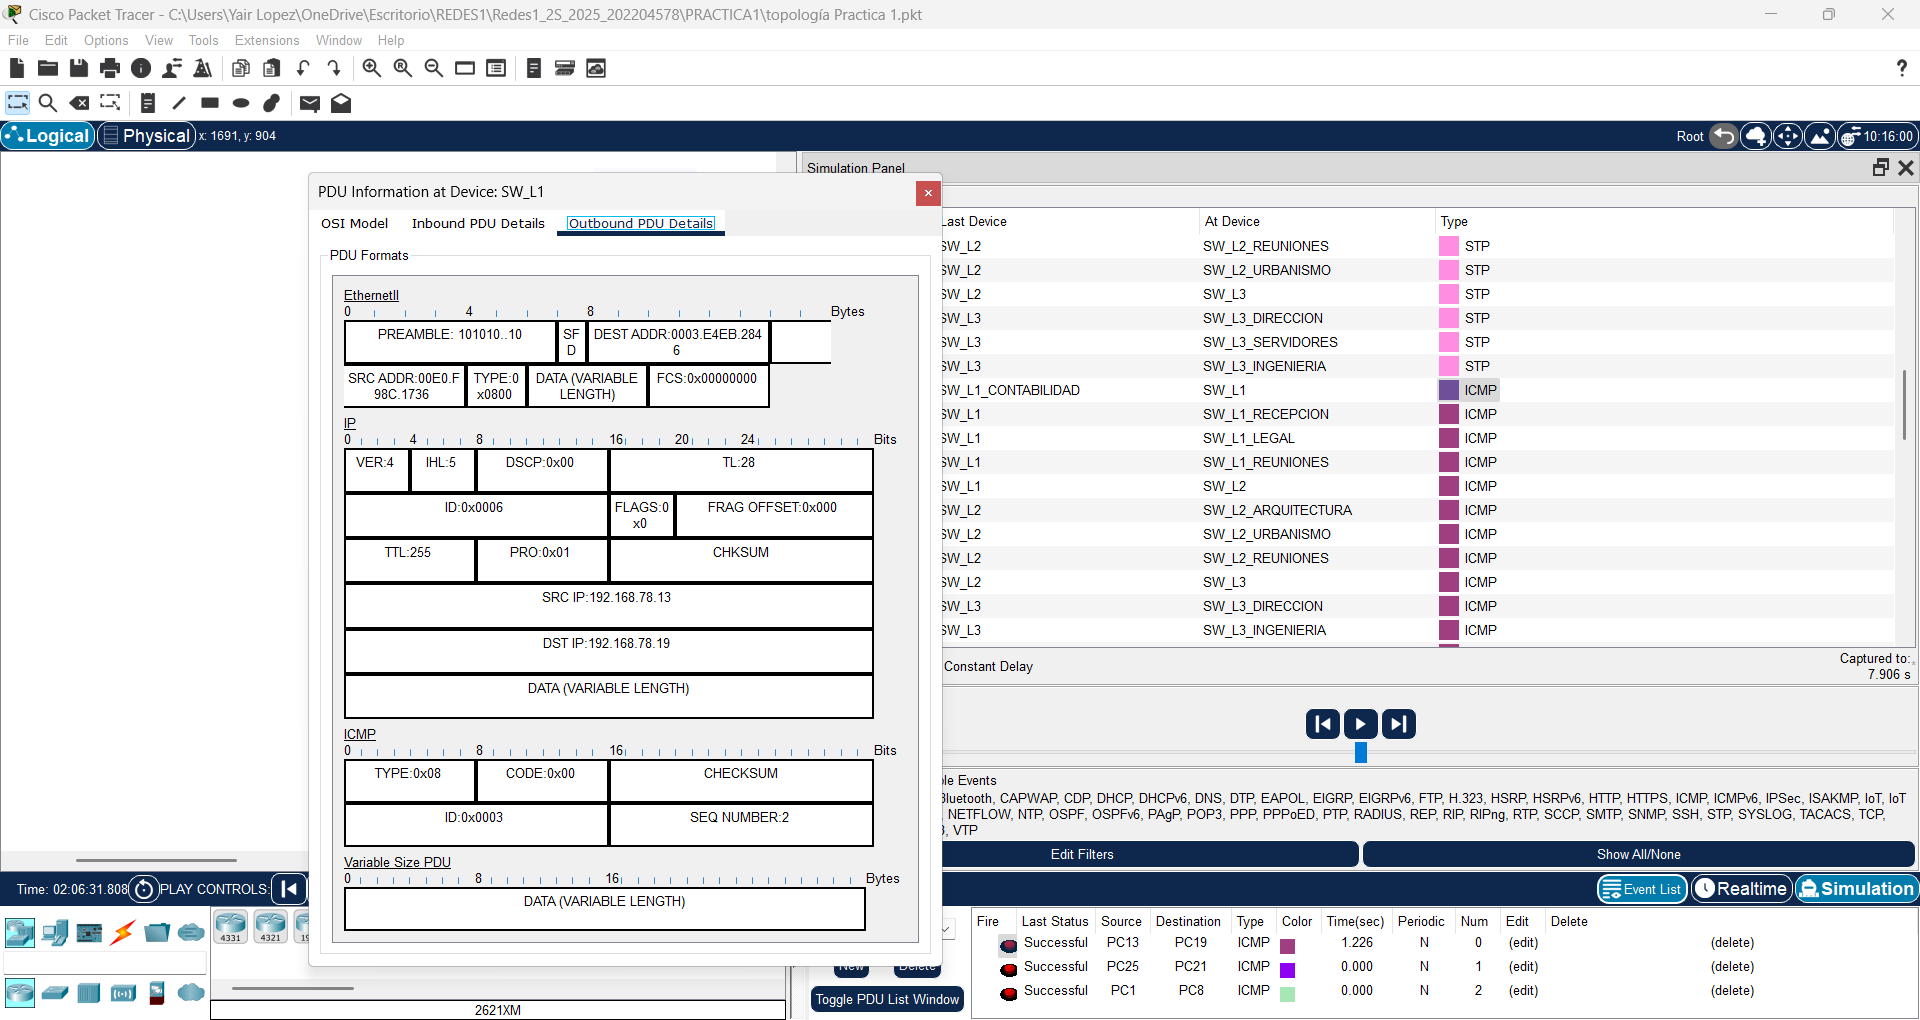 Cisco Packet Tracer - C:\Users\Yair Lopez\OneDrive\Escritorio\REDES1\Redes1_2S_2025_202204578\PRACTICA1\topología Practica 1.pkt
File Edit Options View Tools Extensions Window Help
?
Logical Physical x: 1691, y: 904 Root 10:16:00
Simulation Panel
PDU Information at Device: SW_L1
OSI Model Inbound PDU Details Outbound PDU Details
PDU Formats
EthernetII
0 4 8 Bytes
PREAMBLE: 101010..10 SFD DEST ADDR:0003.E4EB.2846
SRC ADDR:00E0.F98C.1736 TYPE:0x0800 DATA (VARIABLE LENGTH) FCS:0x00000000
IP
0 4 8 16 20 24 Bits
VER:4 IHL:5 DSCP:0x00 TL:28
ID:0x0006 FLAGS:0x0 FRAG OFFSET:0x000
TTL:255 PRO:0x01 CHKSUM
SRC IP:192.168.78.13
DST IP:192.168.78.19
DATA (VARIABLE LENGTH)
ICMP
0 8 16 Bits
TYPE:0x08 CODE:0x00 CHECKSUM
ID:0x0003 SEQ NUMBER:2
Variable Size PDU
0 8 16 Bytes
DATA (VARIABLE LENGTH)
Last Device At Device Type
SW_L2 SW_L2_REUNIONES STP
SW_L2 SW_L2_URBANISMO STP
SW_L2 SW_L3 STP
SW_L3 SW_L3_DIRECCION STP
SW_L3 SW_L3_SERVIDORES STP
SW_L3 SW_L3_INGENIERIA STP
SW_L1_CONTABILIDAD SW_L1 ICMP
SW_L1 SW_L1_RECEPCION ICMP
SW_L1 SW_L1_LEGAL ICMP
SW_L1 SW_L1_REUNIONES ICMP
SW_L1 SW_L2 ICMP
SW_L2 SW_L2_ARQUITECTURA ICMP
SW_L2 SW_L2_URBANISMO ICMP
SW_L2 SW_L2_REUNIONES ICMP
SW_L2 SW_L3 ICMP
SW_L3 SW_L3_DIRECCION ICMP
SW_L3 SW_L3_INGENIERIA ICMP
Constant Delay Captured to:
7.906 s
le Events
Bluetooth, CAPWAP, CDP, DHCP, DHCPv6, DNS, DTP, EAPOL, EIGRP, EIGRPv6, FTP, H.323, HSRP, HSRPv6, HTTP, HTTPS, ICMP, ICMPv6, IPSec, ISAKMP, IoT, IoT
, NETFLOW, NTP, OSPF, OSPFv6, PAgP, POP3, PPP, PPPoED, PTP, RADIUS, REP, RIP, RIPng, RTP, SCCP, SMTP, SNMP, SSH, STP, SYSLOG, TACACS, TCP,
, VTP
Edit Filters Show All/None
Time: 02:06:31.808 PLAY CONTROLS: Event List Realtime Simulation
4331 4321 19
2621XM
New Delete
Toggle PDU List Window
Fire Last Status Source Destination Type Color Time(sec) Periodic Num Edit Delete
Successful PC13 PC19 ICMP 1.226 N 0 (edit) (delete)
Successful PC25 PC21 ICMP 0.000 N 1 (edit) (delete)
Successful PC1 PC8 ICMP 0.000 N 2 (edit) (delete)